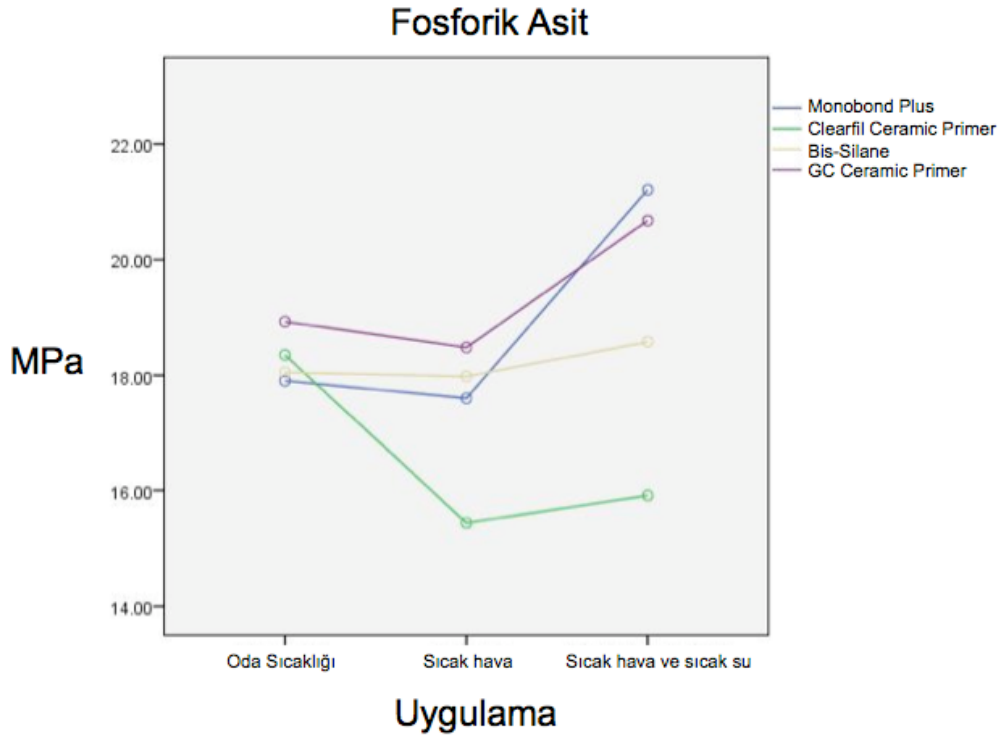 Fosforik Asit
Monobond Plus
Clearfil Ceramic Primer
Bis-Silane
GC Ceramic Primer
22.00
20.00
18.00
16.00
14.00
MPa
Oda Sıcaklığı
Sıcak hava
Sıcak hava ve sıcak su
Uygulama